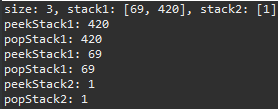 size: 3, stack1: [69, 420], stack2: [1]
peekStack1: 420
popStack1: 420
peekStack1: 69
popStack1: 69
peekStack2: 1
popStack2: 1